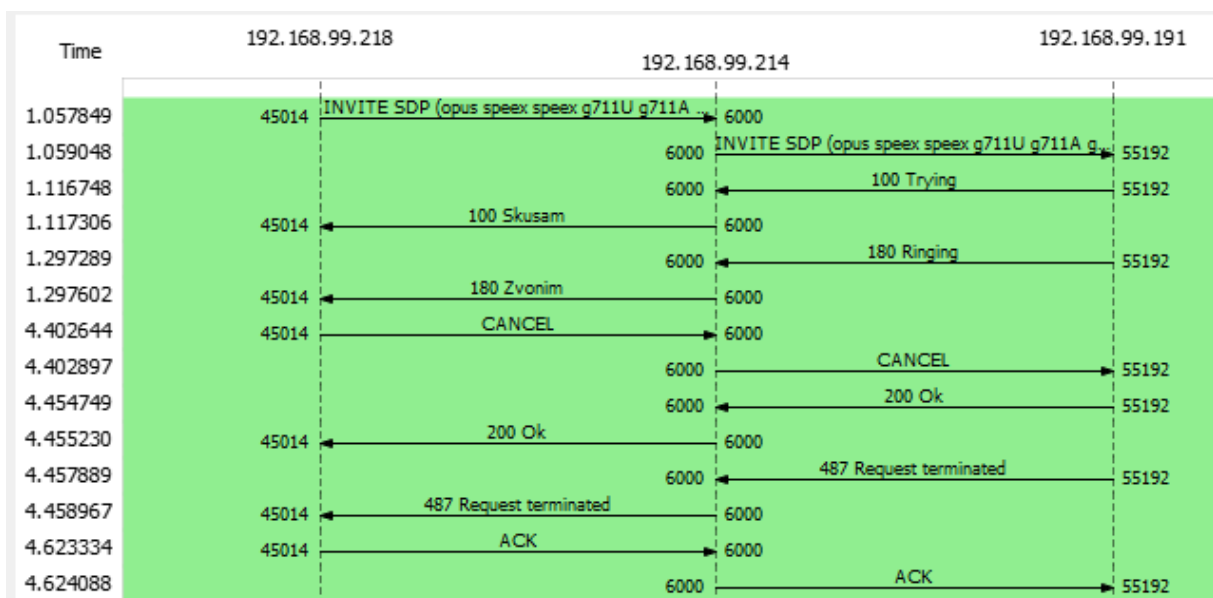 192.168.99.218 192.168.99.191
Time
192.168.99.214
1.057849 45014 INVITE SDP (opus speex speex g711U g711A ... 6000
1.059048 6000 INVITE SDP (opus speex speex g711U g711A g... 55192
1.116748 6000 100 Trying 55192
1.117306 45014 100 Skusam 6000
1.297289 6000 180 Ringing 55192
1.297602 45014 180 Zvonim 6000
4.402644 45014 CANCEL 6000
4.402897 6000 CANCEL 55192
4.454749 6000 200 Ok 55192
4.455230 45014 200 Ok 6000
4.457889 6000 487 Request terminated 55192
4.458967 45014 487 Request terminated 6000
4.623334 45014 ACK 6000
4.624088 6000 ACK 55192